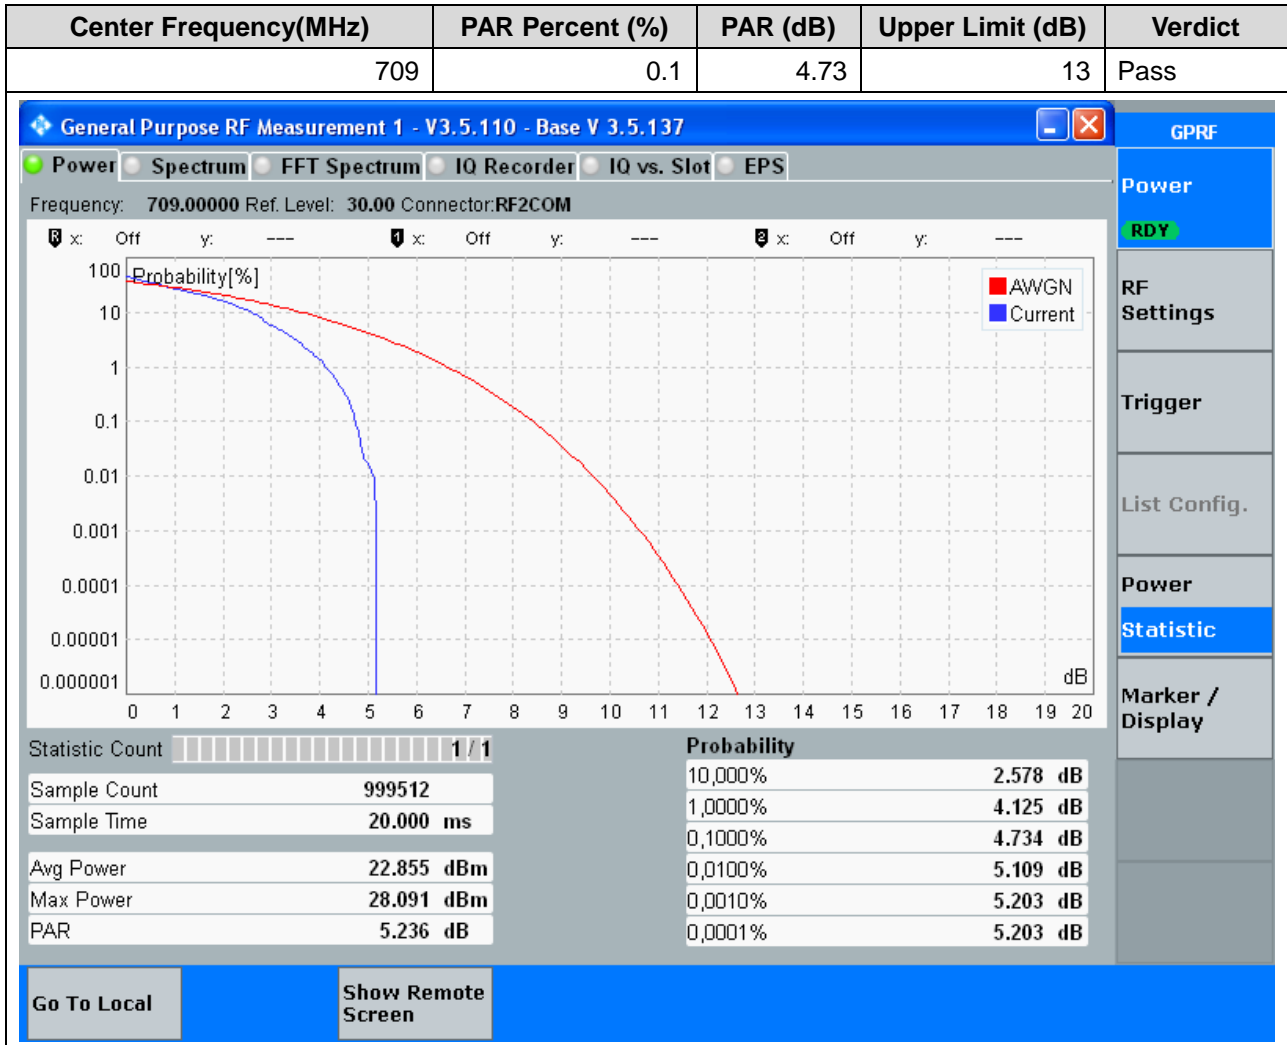 Center Frequency(MHz) PAR Percent (%) PAR (dB) Upper Limit (dB) Verdict
709 0.1 4.73 13 Pass
General Purpose RF Measurement 1 - V3.5.110 - Base V 3.5.137
GPRF
Power Spectrum FFT Spectrum IQ Recorder IQ vs. Slot EPS
Frequency: 709.00000 Ref. Level: 30.00 Connector:RF2COM
R x: Off y: --- 1 x: Off y: --- 2 x: Off y: ---
Probability[%]
AWGN
Current
100
10
1
0.1
0.01
0.001
0.0001
0.00001
0.000001
dB
0 1 2 3 4 5 6 7 8 9 10 11 12 13 14 15 16 17 18 19 20
Statistic Count 1 / 1
Sample Count 999512
Sample Time 20.000 ms
Avg Power 22.855 dBm
Max Power 28.091 dBm
PAR 5.236 dB
Probability
10,000% 2.578 dB
1,0000% 4.125 dB
0,1000% 4.734 dB
0,0100% 5.109 dB
0,0010% 5.203 dB
0,0001% 5.203 dB
Power
RDY
RF
Settings
Trigger
List Config.
Power
Statistic
Marker /
Display
Go To Local
Show Remote
Screen